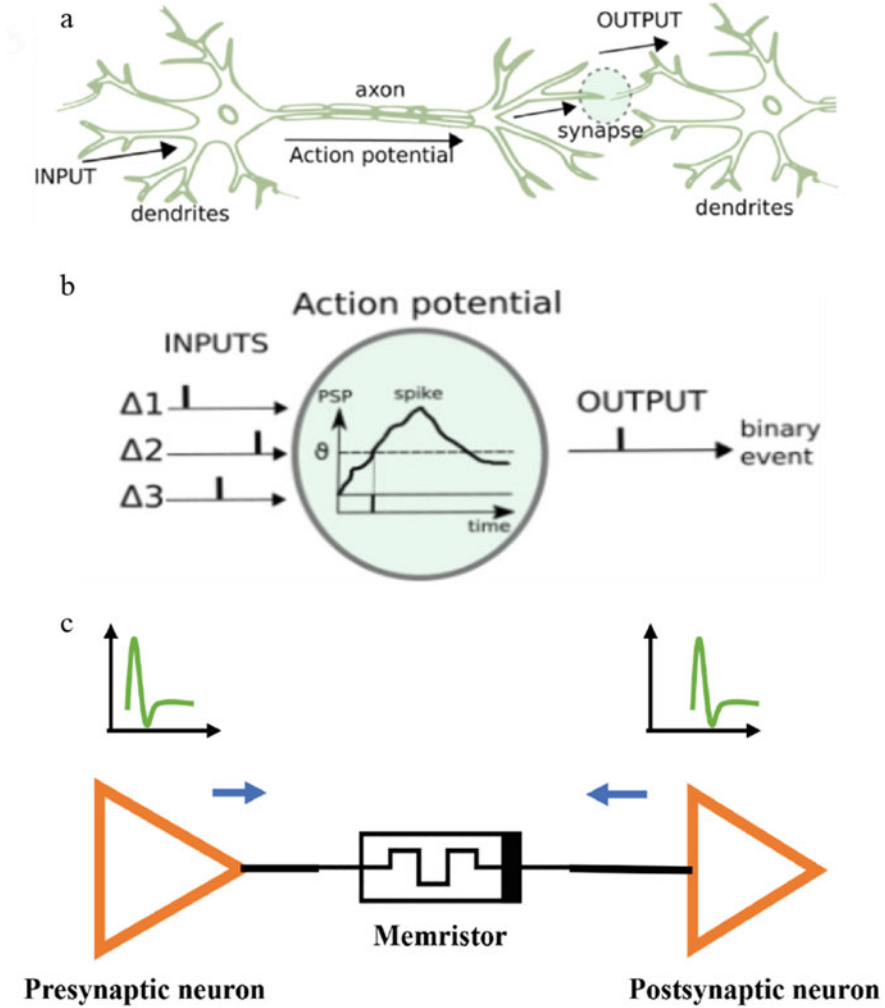 a
OUTPUT
axon
synapse
Action potential
INPUT
dendrites
dendrites
b
Action potential
INPUTS
PSP
spike
Δ1
OUTPUT
Δ2
ϑ
binary
event
Δ3
time
c
Memristor
Presynaptic neuron
Postsynaptic neuron